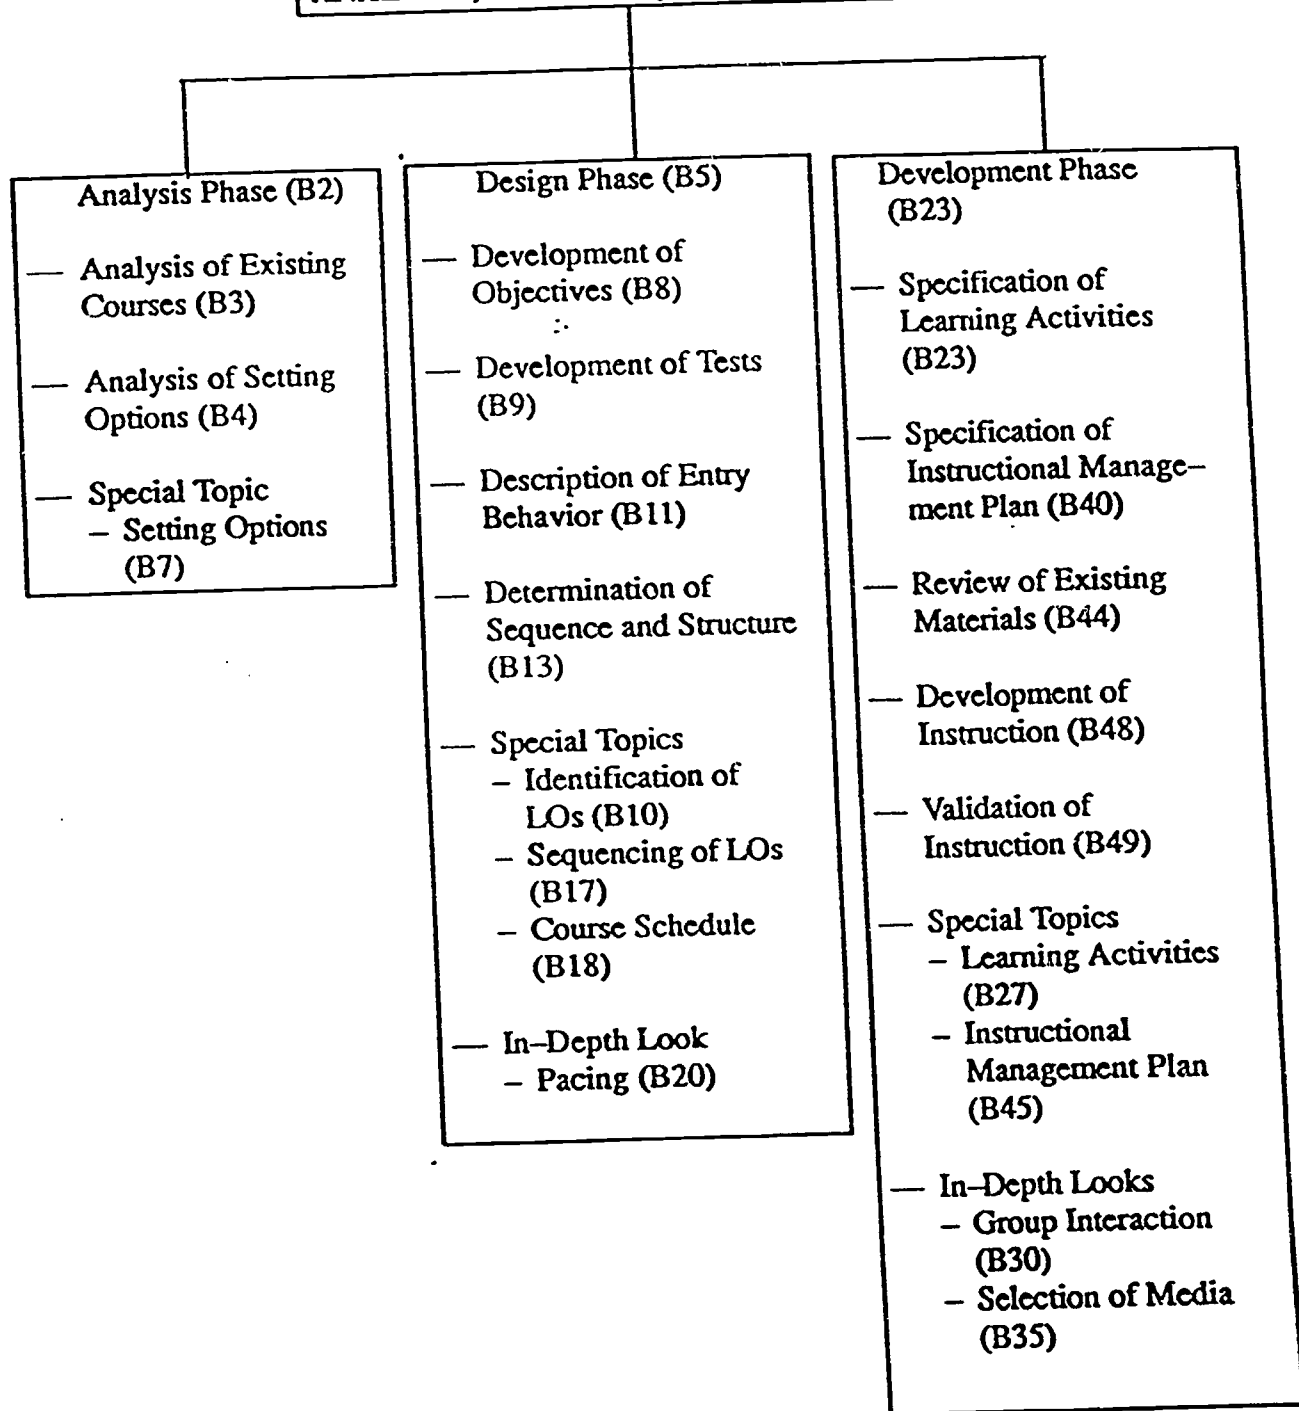 Analysis Phase (B2)
— Analysis of Existing
Courses (B3)
— Analysis of Setting
Options (B4)
— Special Topic
– Setting Options
(B7)
Design Phase (B5)
— Development of
Objectives (B8)
— Development of Tests
(B9)
— Description of Entry
Behavior (B11)
— Determination of
Sequence and Structure
(B13)
— Special Topics
– Identification of
LOs (B10)
– Sequencing of LOs
(B17)
– Course Schedule
(B18)
— In–Depth Look
– Pacing (B20)
Development Phase
(B23)
— Specification of
Learning Activities
(B23)
— Specification of
Instructional Manage–
ment Plan (B40)
— Review of Existing
Materials (B44)
— Development of
Instruction (B48)
— Validation of
Instruction (B49)
— Special Topics
– Learning Activities
(B27)
– Instructional
Management Plan
(B45)
— In–Depth Looks
– Group Interaction
(B30)
– Selection of Media
(B35)